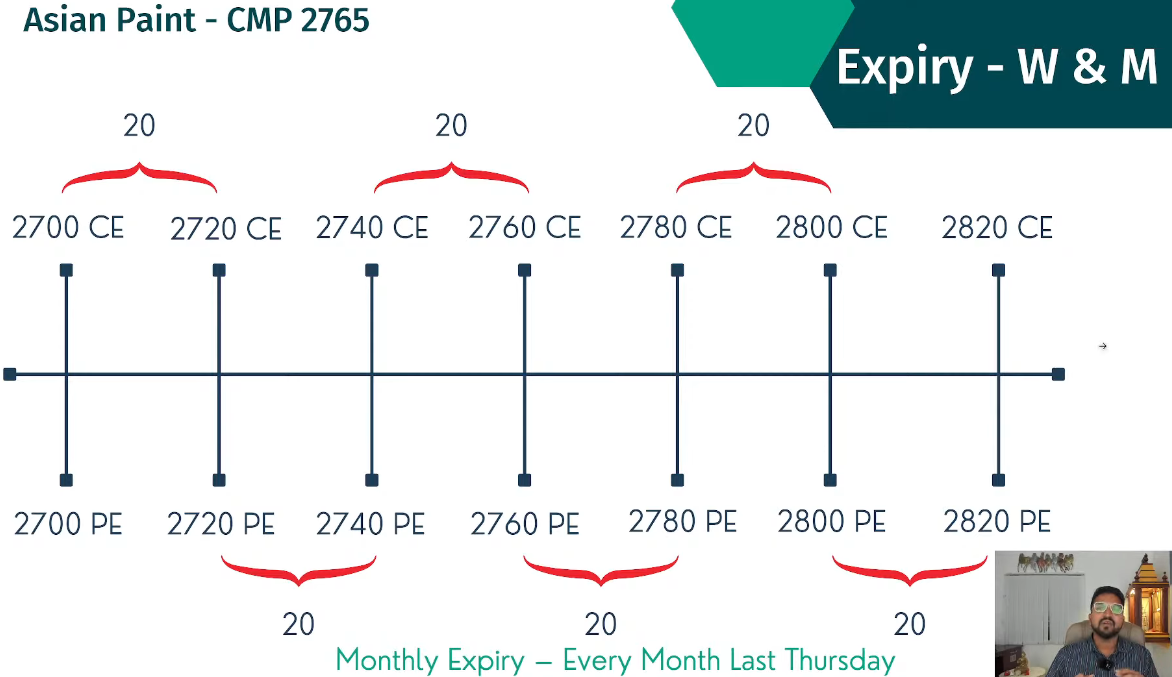 Asian Paint - CMP 2765
Expiry - W & M
20 20 20
2700 CE 2720 CE 2740 CE 2760 CE 2780 CE 2800 CE 2820 CE
2700 PE 2720 PE 2740 PE 2760 PE 2780 PE 2800 PE 2820 PE
20 20 20
Monthly Expiry – Every Month Last Thursday